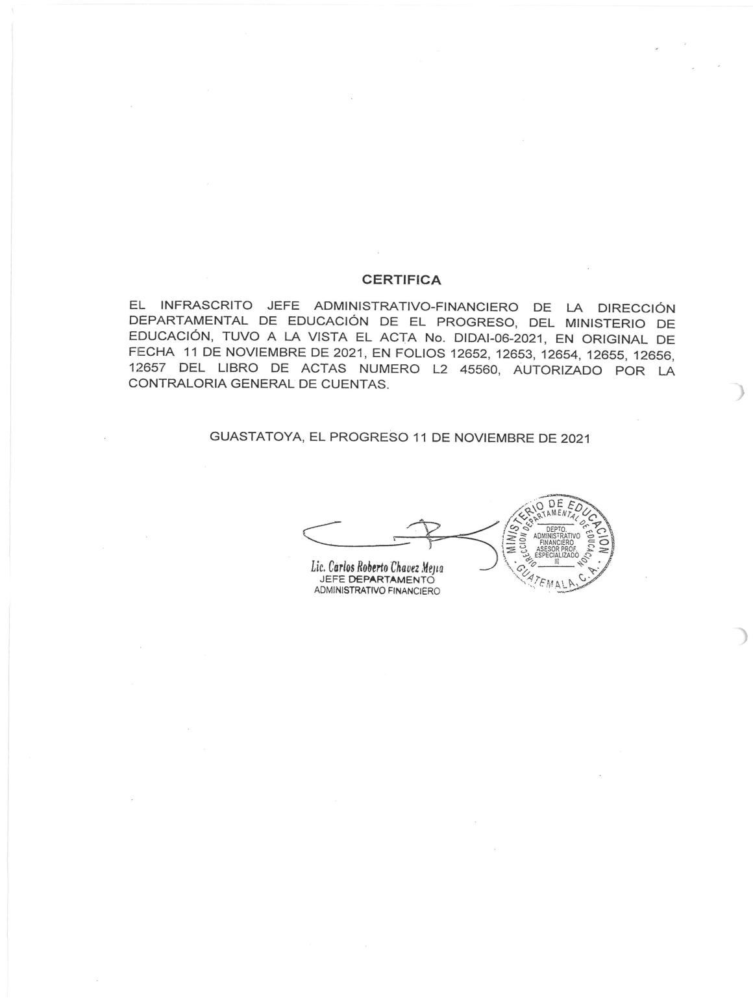 CERTIFICA
EL INFRASCRITO JEFE ADMINISTRATIVO-FINANCIERO DE LA DIRECCIÓN
DEPARTAMENTAL DE EDUCACIÓN DE EL PROGRESO, DEL MINISTERIO DE
EDUCACIÓN, TUVO A LA VISTA EL ACTA No. DIDAI-06-2021, EN ORIGINAL DE
FECHA 11 DE NOVIEMBRE DE 2021, EN FOLIOS 12652, 12653, 12654, 12655, 12656,
12657 DEL LIBRO DE ACTAS NUMERO L2 45560, AUTORIZADO POR LA
CONTRALORIA GENERAL DE CUENTAS.
GUASTATOYA, EL PROGRESO 11 DE NOVIEMBRE DE 2021
Lic. Carlos Roberto Chavez Mejia
JEFE DEPARTAMENTO
ADMINISTRATIVO FINANCIERO
MINISTERIO DE EDUCACION
DIRECCION DEPARTAMENTAL DE EDUCACION
DEPTO.
ADMINISTRATIVO
FINANCIERO
ASESOR PROF.
ESPECIALIZADO
III
- GUATEMALA, C. A. -